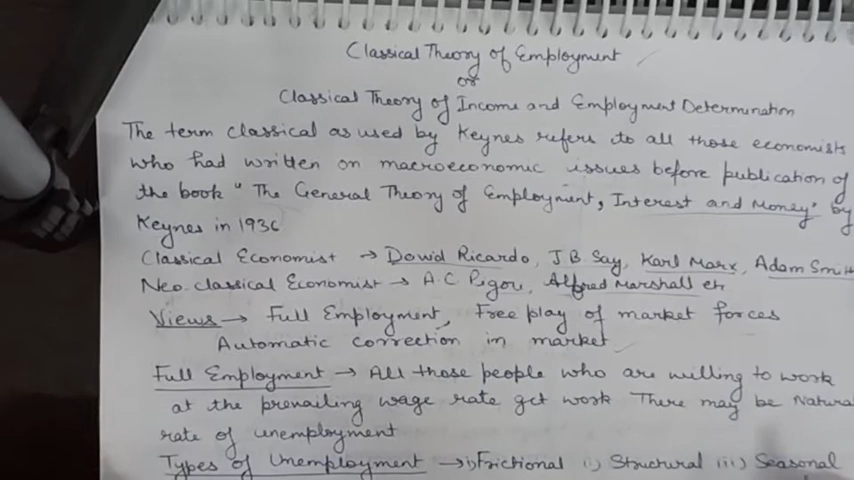 Classical Theory of Employment
or
Classical Theory of Income and Employment Determination
The term classical as used by Keynes refers to all those economists
who had written on macroeconomic issues before publication of
the book "The General Theory of Employment, Interest and Money" by
Keynes in 1936
Classical Economist → David Ricardo, J.B. Say, Karl Marx, Adam Smith
Neo classical Economist → A.C Pigou, Alfred Marshall etc
Views → Full Employment, Free play of market forces
Automatic correction in market
Full Employment → All those people who are willing to work
at the prevailing wage rate get work There may be Natural
rate of unemployment
Types of Unemployment → i) Frictional ii) Structural iii) Seasonal